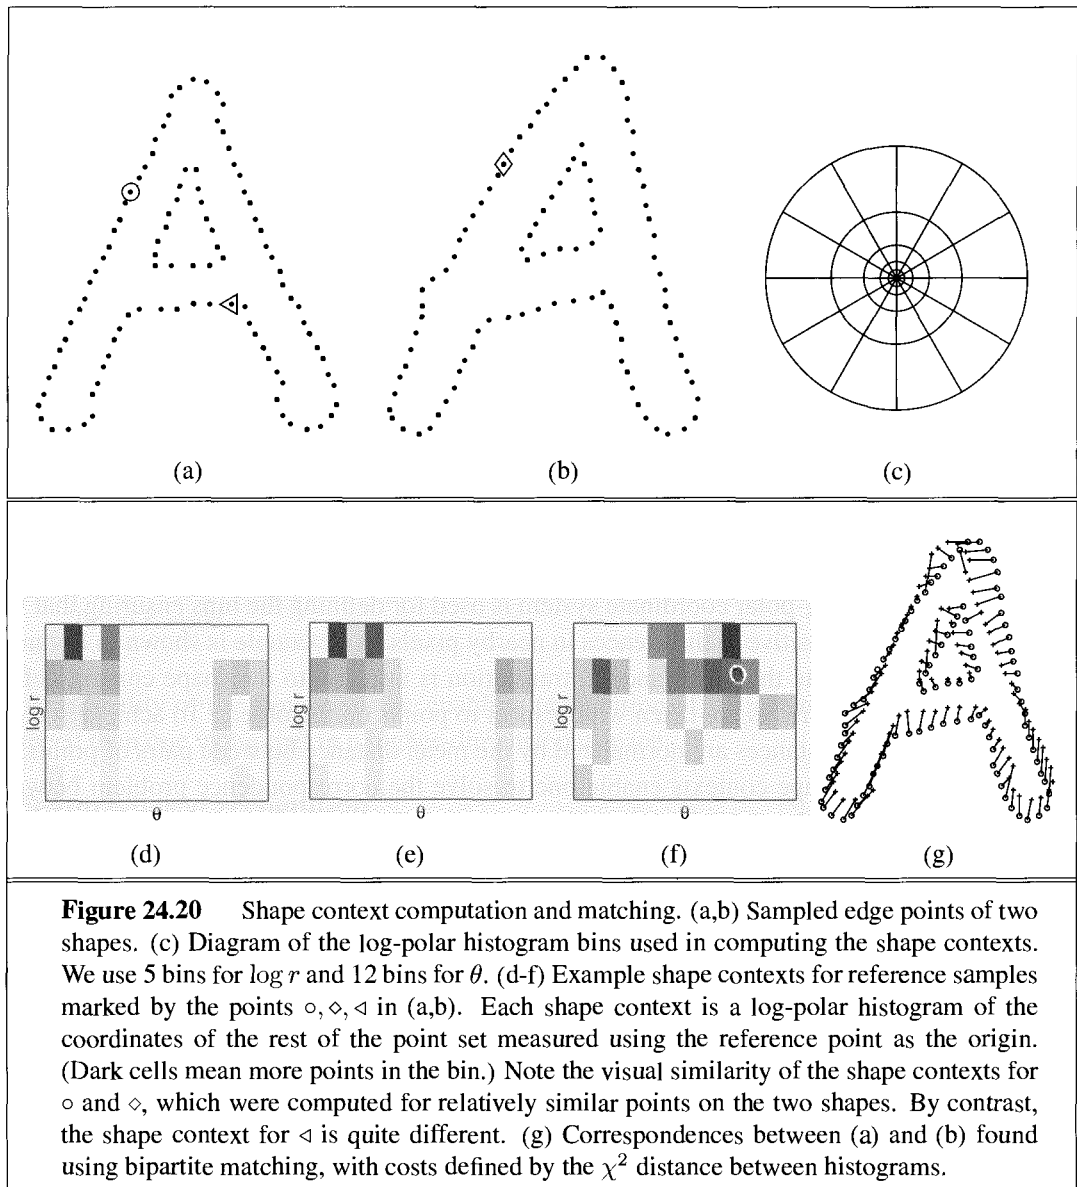 (a) (b) (c)
log r log r log r
θ θ θ
(d) (e) (f) (g)
Figure 24.20 Shape context computation and matching. (a,b) Sampled edge points of two
shapes. (c) Diagram of the log-polar histogram bins used in computing the shape contexts.
We use 5 bins for log r and 12 bins for θ. (d-f) Example shape contexts for reference samples
marked by the points ○, ◇, ◁ in (a,b). Each shape context is a log-polar histogram of the
coordinates of the rest of the point set measured using the reference point as the origin.
(Dark cells mean more points in the bin.) Note the visual similarity of the shape contexts for
○ and ◇, which were computed for relatively similar points on the two shapes. By contrast,
the shape context for ◁ is quite different. (g) Correspondences between (a) and (b) found
using bipartite matching, with costs defined by the χ² distance between histograms.